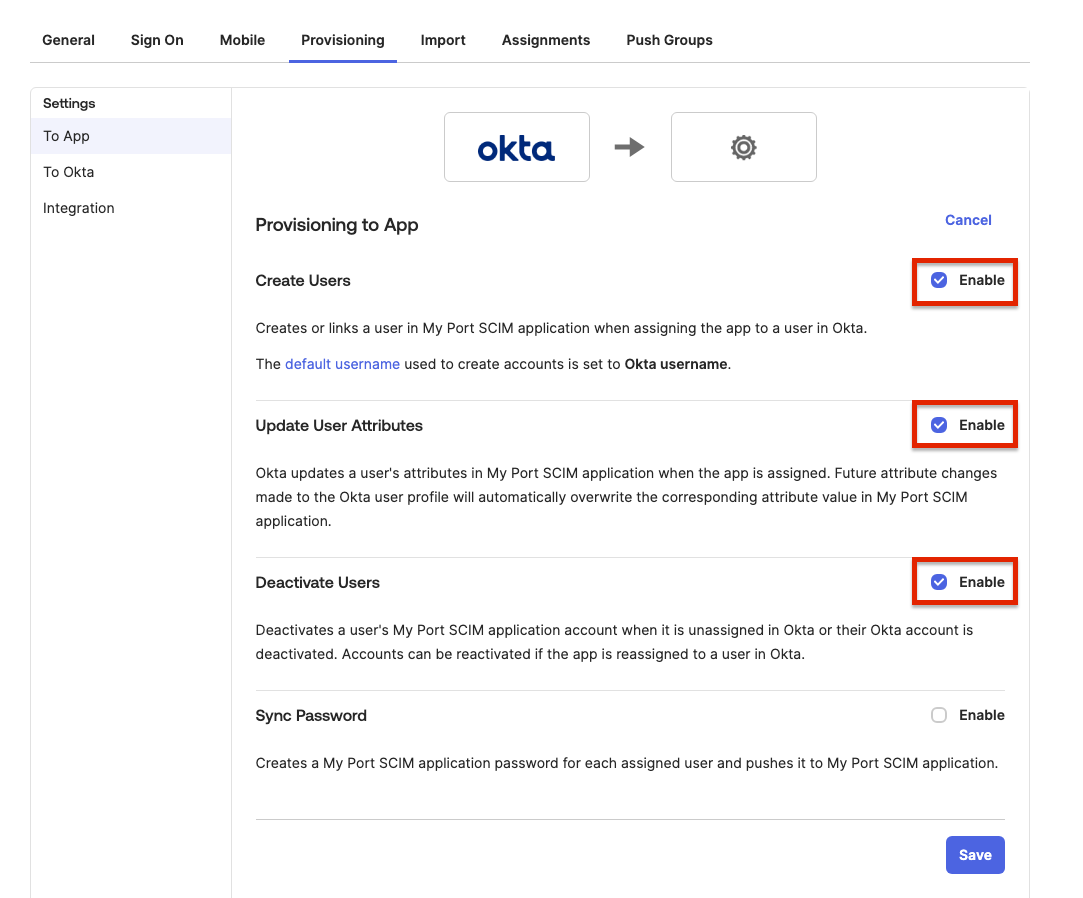 General Sign On Mobile Provisioning Import Assignments Push Groups
Settings
To App
To Okta
Integration
okta
Provisioning to App
Cancel
Create Users
Enable
Creates or links a user in My Port SCIM application when assigning the app to a user in Okta.
The default username used to create accounts is set to Okta username.
Update User Attributes
Enable
Okta updates a user's attributes in My Port SCIM application when the app is assigned. Future attribute changes
made to the Okta user profile will automatically overwrite the corresponding attribute value in My Port SCIM
application.
Deactivate Users
Enable
Deactivates a user's My Port SCIM application account when it is unassigned in Okta or their Okta account is
deactivated. Accounts can be reactivated if the app is reassigned to a user in Okta.
Sync Password
Enable
Creates a My Port SCIM application password for each assigned user and pushes it to My Port SCIM application.
Save